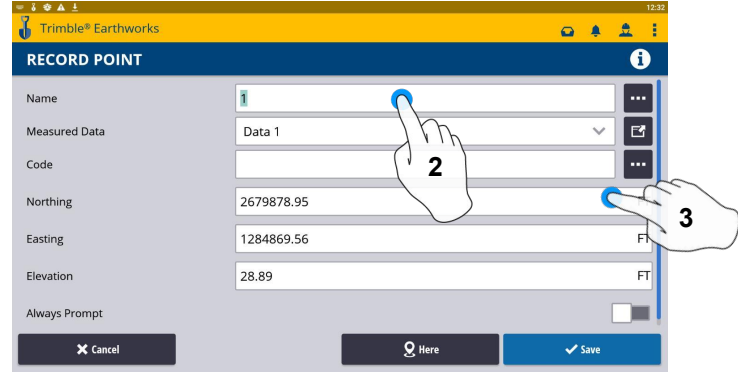 12:32
Trimble® Earthworks
RECORD POINT
Name 1
Measured Data Data 1
Code
2
Northing 2679878.95
3
Easting 1284869.56 FT
Elevation 28.89 FT
Always Prompt
Cancel Here Save